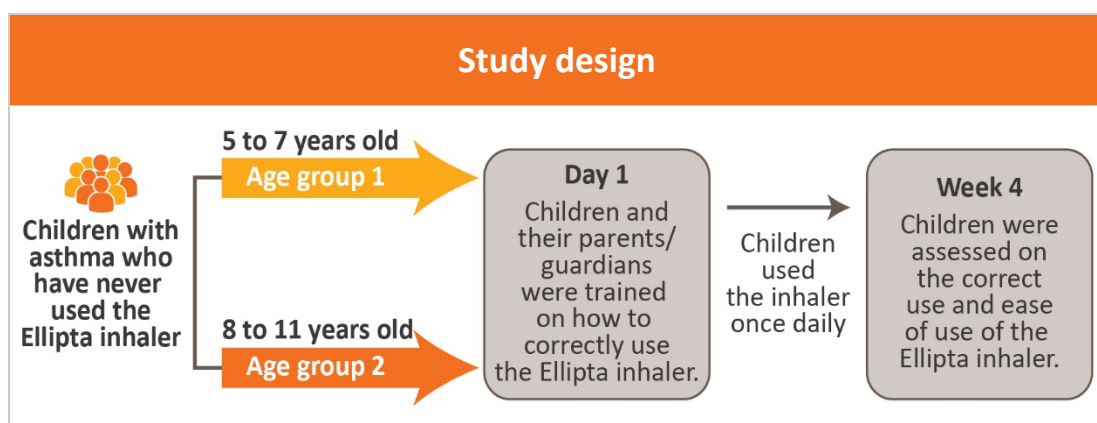 Study design
Children with
asthma who
have never
used the
Ellipta inhaler
5 to 7 years old
Age group 1
8 to 11 years old
Age group 2
Day 1
Children and
their parents/
guardians
were trained
on how to
correctly use
the Ellipta inhaler.
Children
used
the inhaler
once daily
Week 4
Children were
assessed on
the correct
use and ease
of use of the
Ellipta inhaler.